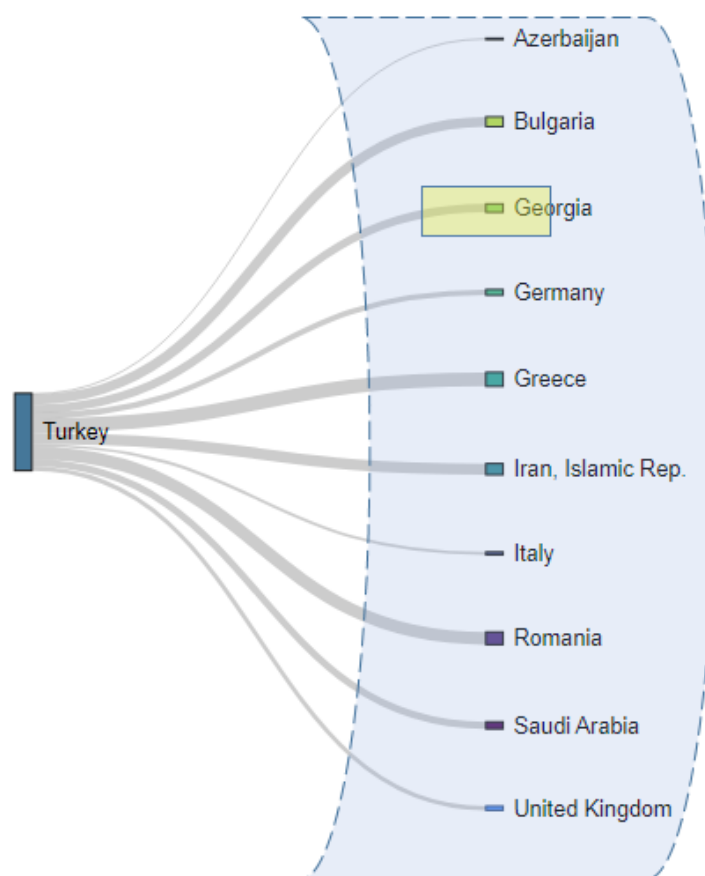 Azerbaijan
Bulgaria
Georgia
Germany
Greece
Turkey
Iran, Islamic Rep.
Italy
Romania
Saudi Arabia
United Kingdom